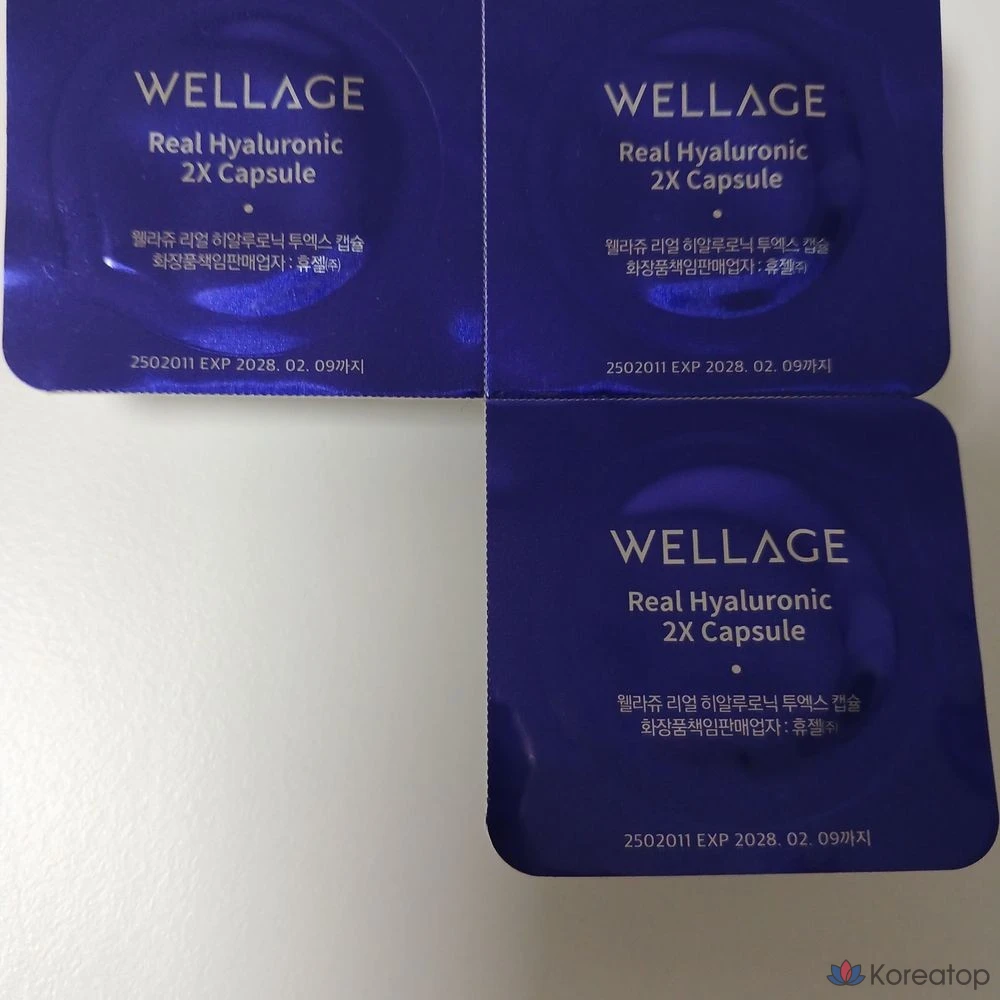 WELLAGE
Real Hyaluronic
2X Capsule
웰라쥬 리얼 히알루로닉 투엑스 캡슐
화장품책임판매업자 : 휴젤㈜
2502011 EXP 2028. 02. 09까지
WELLAGE
Real Hyaluronic
2X Capsule
웰라쥬 리얼 히알루로닉 투엑스 캡슐
화장품책임판매업자 : 휴젤㈜
2502011 EXP 2028. 02. 09까지
WELLAGE
Real Hyaluronic
2X Capsule
웰라쥬 리얼 히알루로닉 투엑스 캡슐
화장품책임판매업자 : 휴젤㈜
2502011 EXP 2028. 02. 09까지
Koreatop